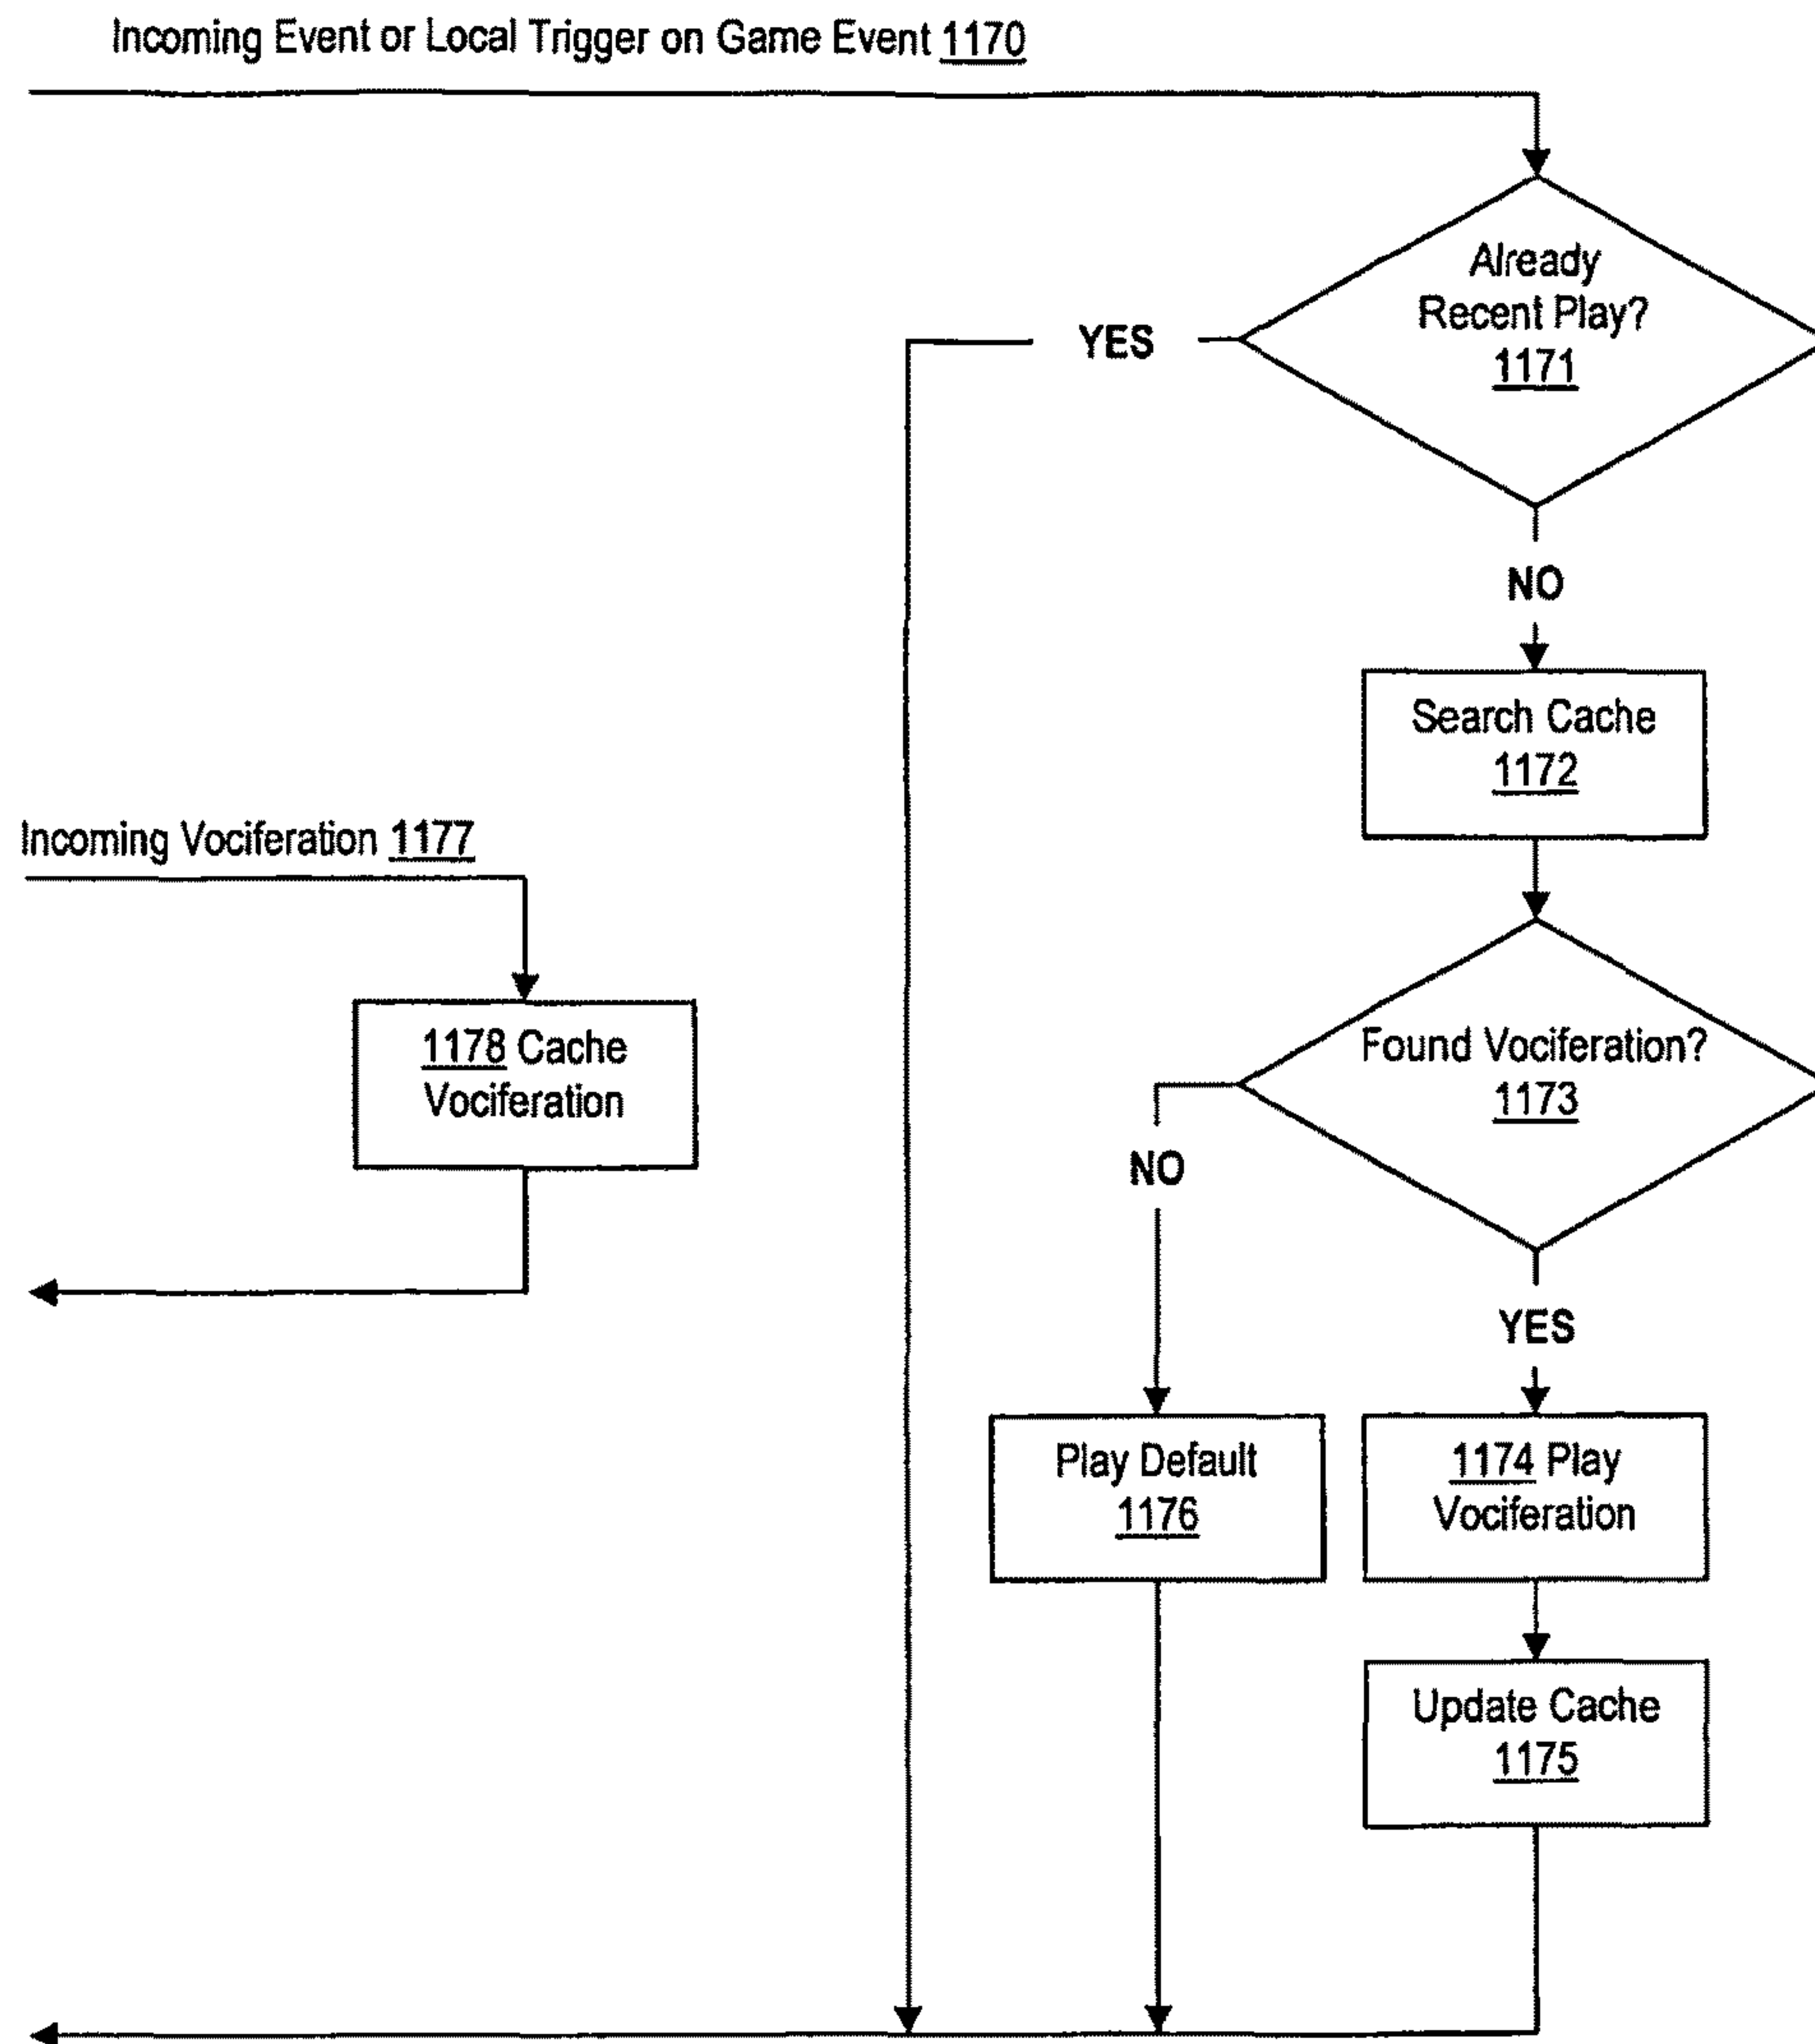 Incoming Event or Local Trigger on Game Event 1170
Already
Recent Play?
1171
YES
NO
Search Cache
1172
Incoming Vociferation 1177
1178 Cache
Vociferation
Found Vociferation?
1173
NO
YES
Play Default
1176
1174 Play
Vociferation
Update Cache
1175